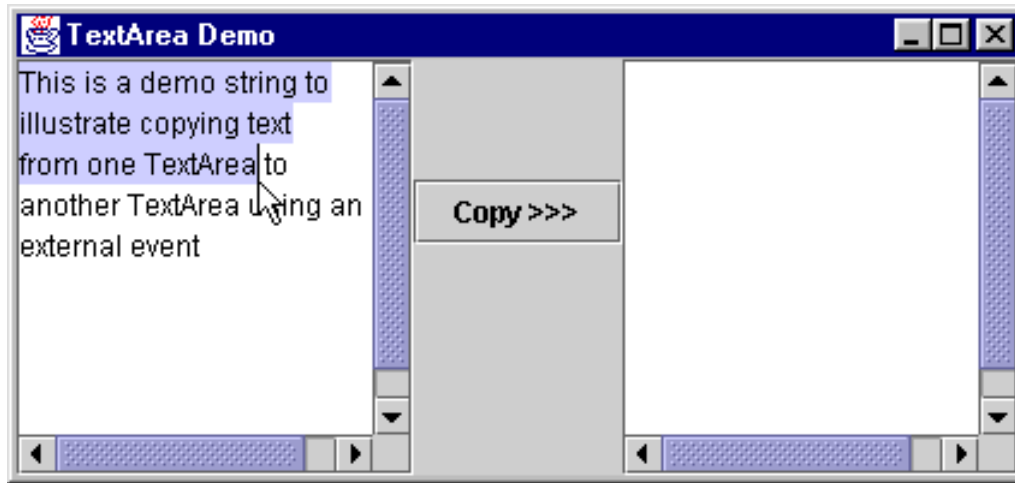 TextArea Demo
This is a demo string to
illustrate copying text
from one TextArea to
another TextArea using an
external event
Copy >>>